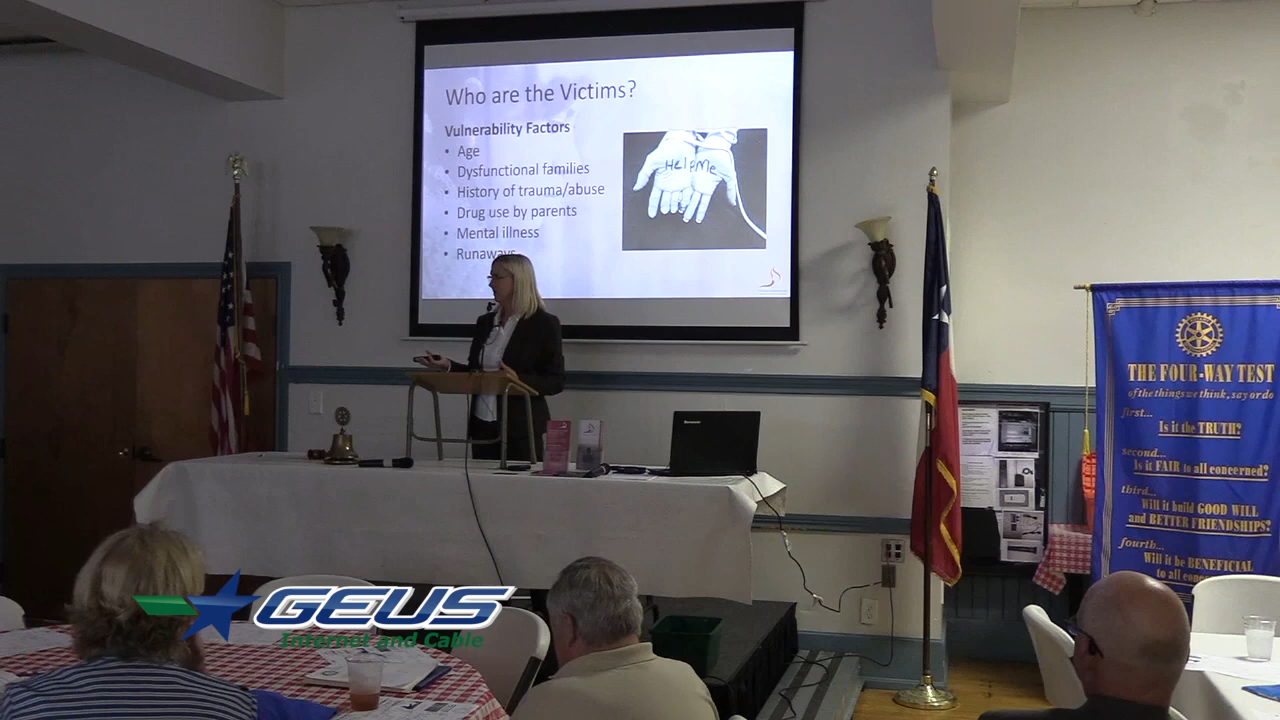 Who are the Victims?
Vulnerability Factors
• Age
• Dysfunctional families
• History of trauma/abuse
• Drug use by parents
• Mental illness
• Runaways
Help Me
THE FOUR-WAY TEST
of the things we think, say or do
first...
Is it the TRUTH?
second...
Is it FAIR to all concerned?
third...
Will it build GOOD WILL
and BETTER FRIENDSHIPS?
fourth...
Will it be BENEFICIAL
to all
lenovo
GEUS
Internet and Cable